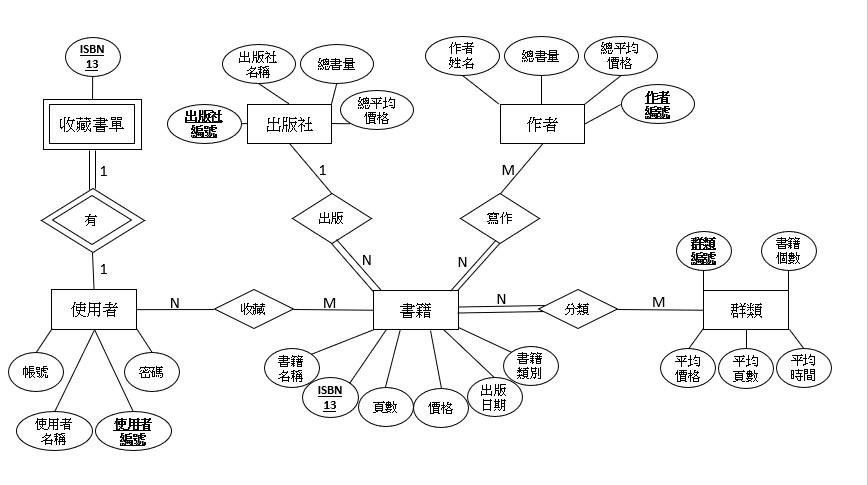 ISBN
13
收藏書單
1
有
1
出版社
名稱
總書量
出版社
編號
出版社
總平均
價格
1
出版
N
作者
姓名
總書量
總平均
價格
作者
編號
作者
M
寫作
N
使用者
N
收藏
M
書籍
N
分類
M
群類
群類
編號
書籍
個數
帳號
密碼
使用者
名稱
使用者
編號
書籍
名稱
ISBN
13
頁數
價格
出版
日期
書籍
類別
平均
價格
平均
頁數
平均
時間